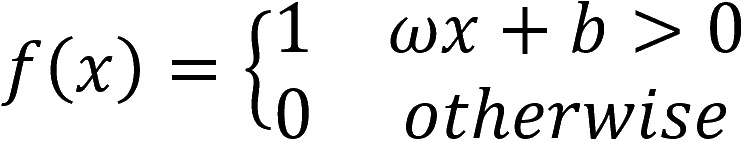 f(x) = { 1 ωx + b > 0
0 otherwise